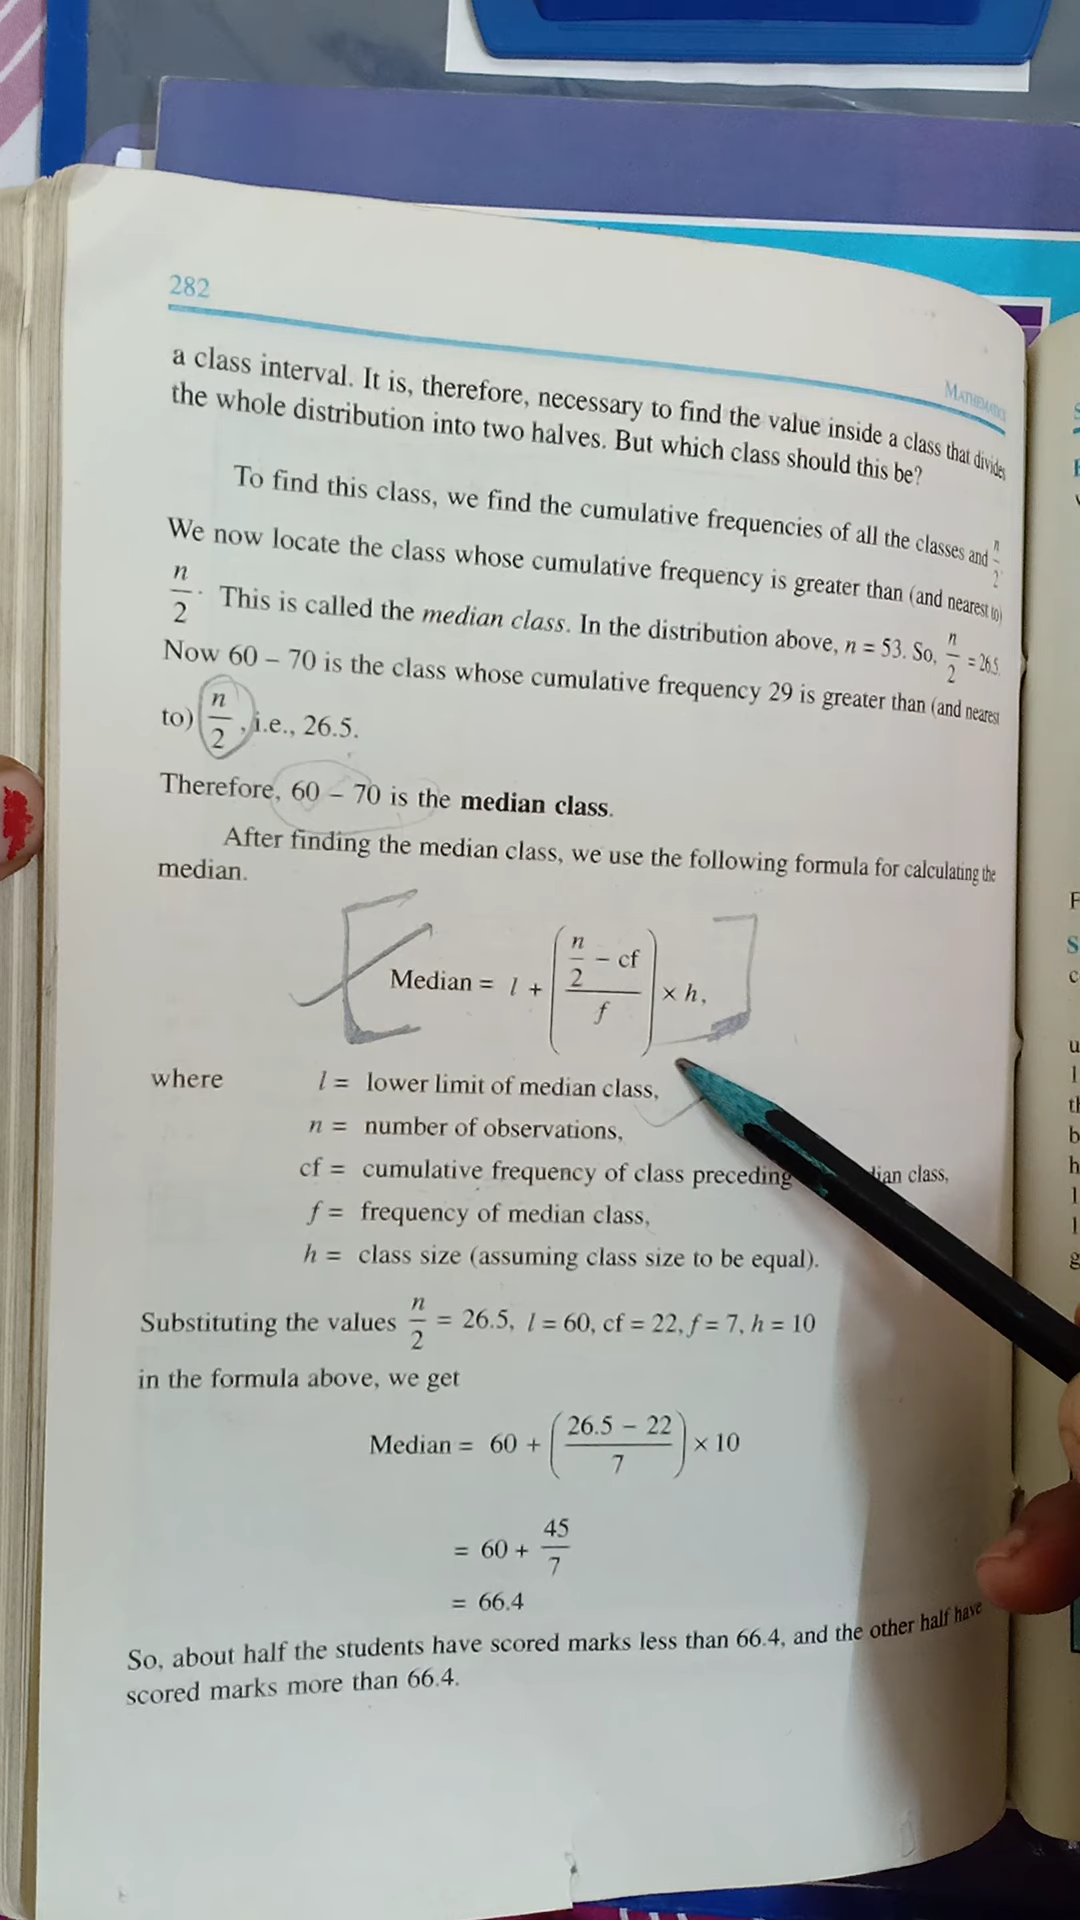 282
MATHEMATICS
a class interval. It is, therefore, necessary to find the value inside a class that divides
the whole distribution into two halves. But which class should this be?
To find this class, we find the cumulative frequencies of all the classes and n/2.
We now locate the class whose cumulative frequency is greater than (and nearest to)
n/2. This is called the median class. In the distribution above, n = 53. So, n/2 = 26.5.
Now 60 – 70 is the class whose cumulative frequency 29 is greater than (and nearest
to) n/2, i.e., 26.5.
Therefore, 60 – 70 is the median class.
After finding the median class, we use the following formula for calculating the
median.
Median = l + ((n/2 – cf)/f) × h,
where l = lower limit of median class,
n = number of observations,
cf = cumulative frequency of class preceding class,
f = frequency of median class,
h = class size (assuming class size to be equal).
Substituting the values n/2 = 26.5, l = 60, cf = 22, f = 7, h = 10
in the formula above, we get
Median = 60 + ((26.5 – 22)/7) × 10
= 60 + 45/7
= 66.4
So, about half the students have scored marks less than 66.4, and the other half have
scored marks more than 66.4.